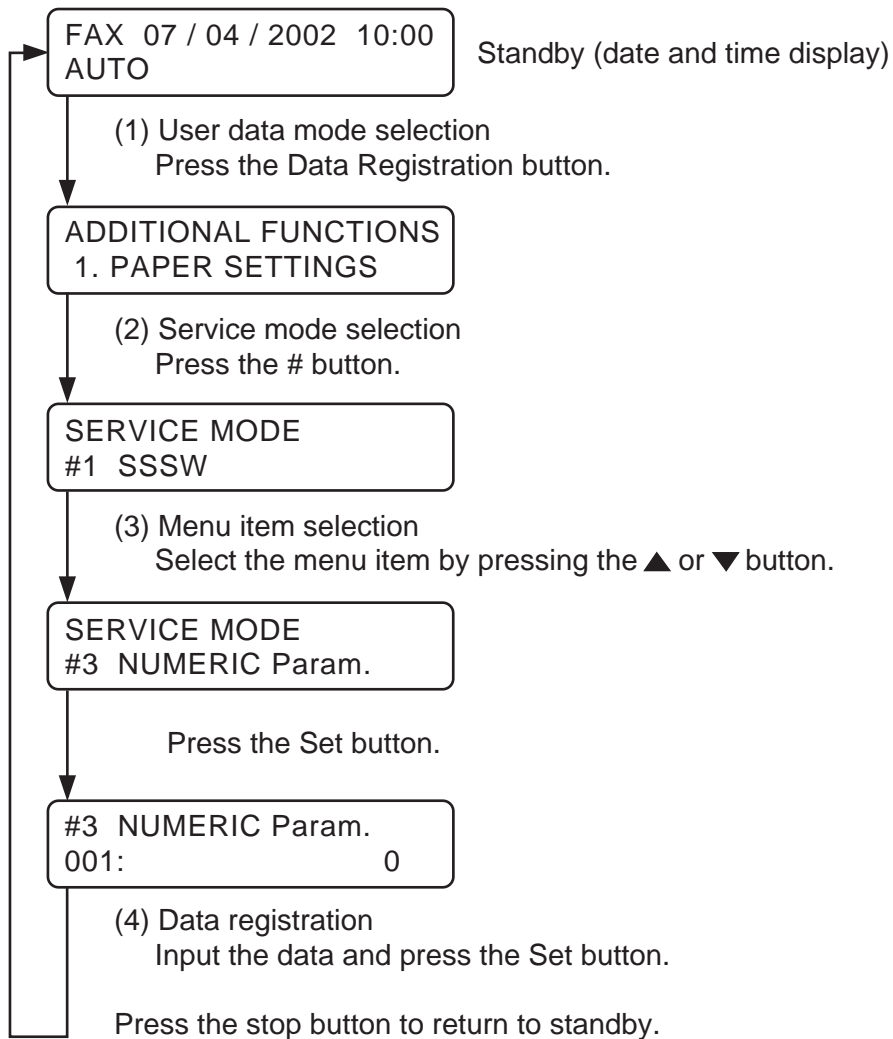 FAX 07 / 04 / 2002 10:00
AUTO
Standby (date and time display)
(1) User data mode selection
Press the Data Registration button.
ADDITIONAL FUNCTIONS
1. PAPER SETTINGS
(2) Service mode selection
Press the # button.
SERVICE MODE
#1 SSSW
(3) Menu item selection
Select the menu item by pressing the ▲ or ▼ button.
SERVICE MODE
#3 NUMERIC Param.
Press the Set button.
#3 NUMERIC Param.
001: 0
(4) Data registration
Input the data and press the Set button.
Press the stop button to return to standby.